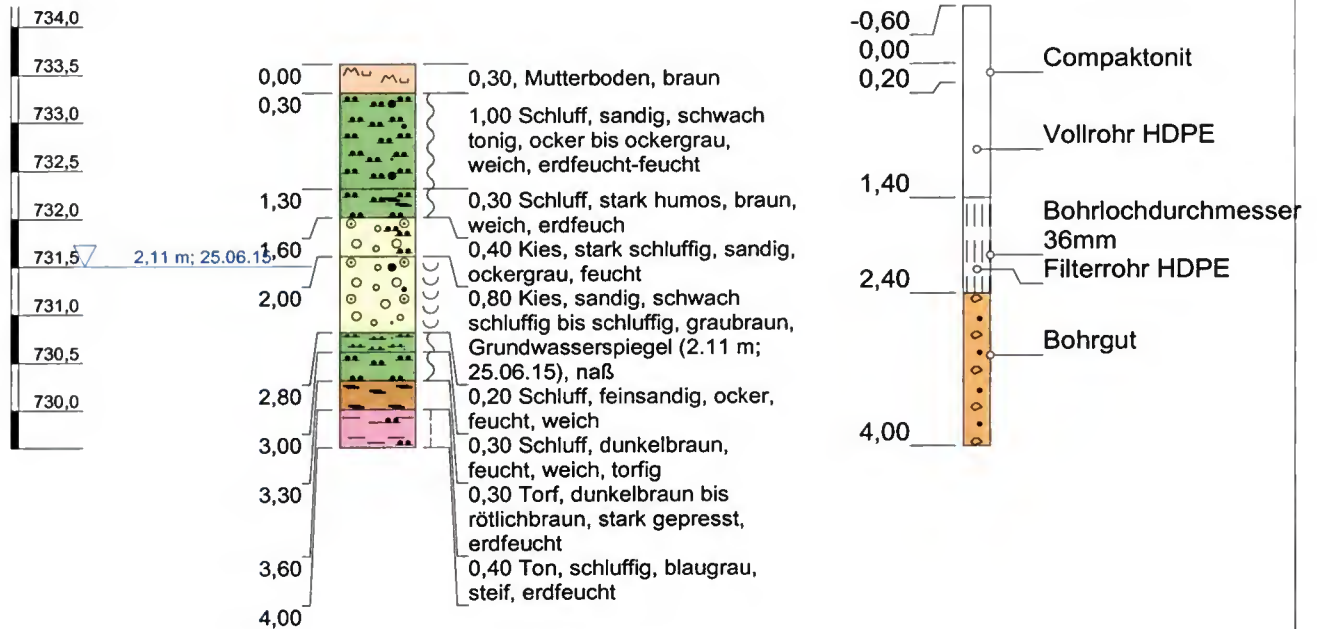 734,0
733,5
733,0
732,5
732,0
731,5
731,0
730,5
730,0
2,11 m; 25.06.15
0,00
0,30
1,30
1,60
2,00
2,80
3,00
3,30
3,60
4,00
0,30, Mutterboden, braun
1,00 Schluff, sandig, schwach
tonig, ocker bis ockergrau,
weich, erdfeucht-feucht
0,30 Schluff, stark humos, braun,
weich, erdfeuch
0,40 Kies, stark schluffig, sandig,
ockergrau, feucht
0,80 Kies, sandig, schwach
schluffig bis schluffig, graubraun,
Grundwasserspiegel (2.11 m;
25.06.15), naß
0,20 Schluff, feinsandig, ocker,
feucht, weich
0,30 Schluff, dunkelbraun,
feucht, weich, torfig
0,30 Torf, dunkelbraun bis
rötlichbraun, stark gepresst,
erdfeucht
0,40 Ton, schluffig, blaugrau,
steif, erdfeucht
-0,60
0,00
0,20
1,40
2,40
4,00
Compaktonit
Vollrohr HDPE
Bohrlochdurchmesser
36mm
Filterrohr HDPE
Bohrgut